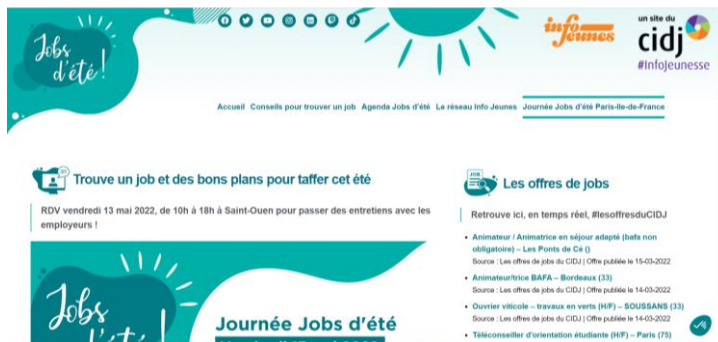 Jobs
d'été !
info
jeunes
un site du
cidj
#InfoJeunesse
Accueil Conseils pour trouver un job Agenda Jobs d'été Le réseau Info Jeunes Journée Jobs d'été Paris-Ile-de-France
Trouve un job et des bons plans pour taffer cet été
RDV vendredi 13 mai 2022, de 10h à 18h à Saint-Ouen pour passer des entretiens avec les
employeurs !
Jobs
d'été !
Journée Jobs d'été
Les offres de jobs
Retrouve ici, en temps réel, #lesoffresduCIDJ
• Animateur / Animatrice en séjour adapté (bafa non
obligatoire) – Les Ponts de Cé ()
Source : Les offres de jobs du CIDJ | Offre publiée le 15-03-2022
• Animateur/trice BAFA – Bordeaux (33)
Source : Les offres de jobs du CIDJ | Offre publiée le 14-03-2022
• Ouvrier viticole – travaux en verts (H/F) – SOUSSANS (33)
Source : Les offres de jobs du CIDJ | Offre publiée le 14-03-2022
• Téléconseiller d'orientation étudiante (H/F) – Paris (75)